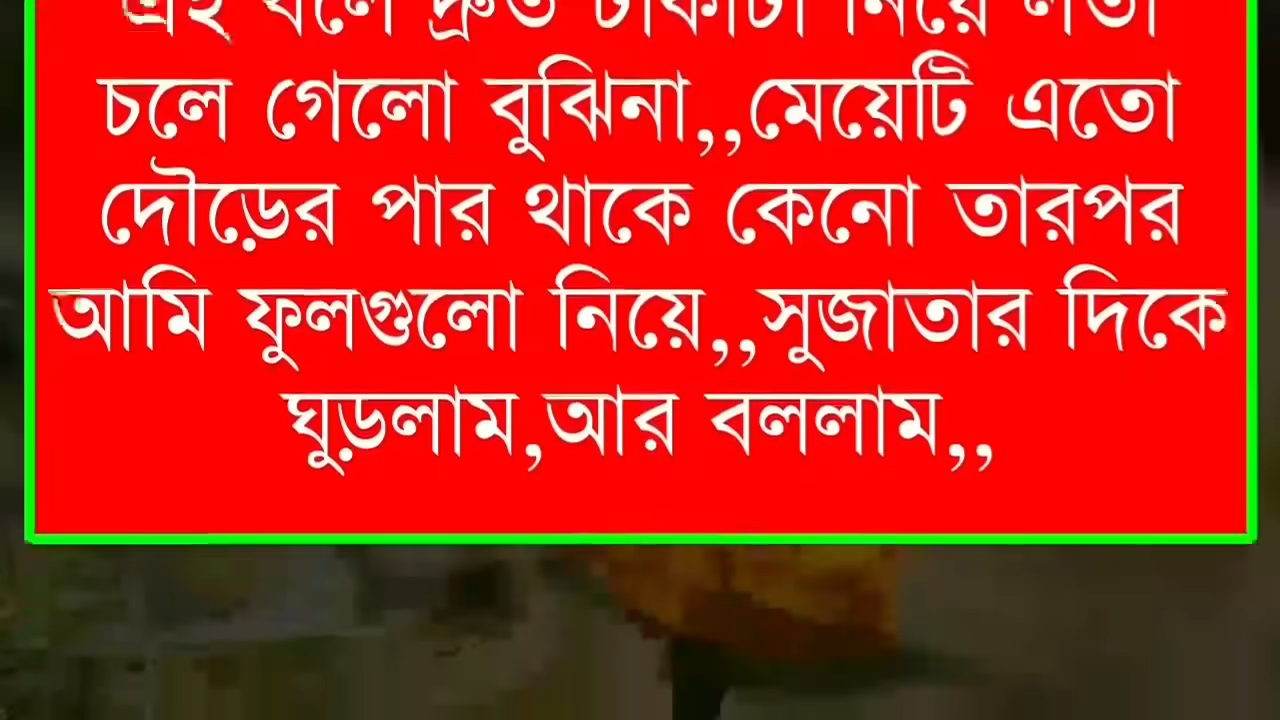 এই বলে দ্রুত টাকাটা নিয়ে লতা
চলে গেলো বুঝিনা,,মেয়েটি এতো
দৌড়ের পার থাকে কেনো তারপর
আমি ফুলগুলো নিয়ে,,সুজাতার দিকে
ঘুড়লাম,আর বললাম,,